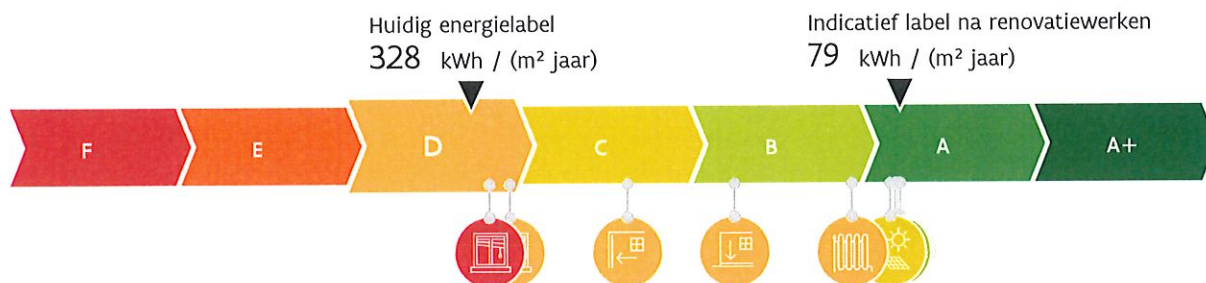 Huidig energielabel
328 kWh / (m² jaar)
Indicatief label na renovatiewerken
79 kWh / (m² jaar)
F
E
D
C
B
A
A+